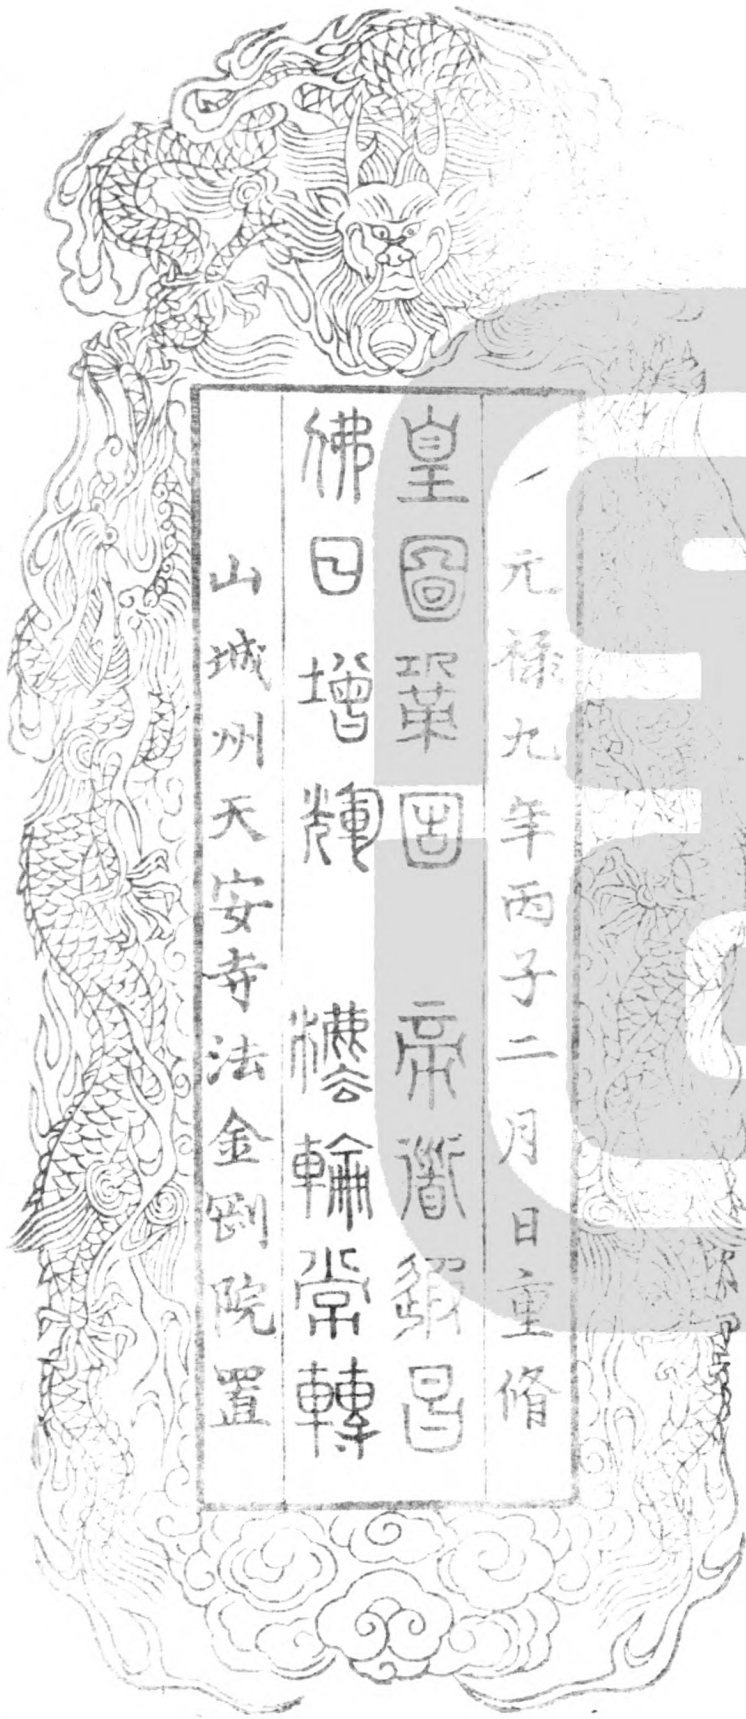 元祿九年丙子二月 日重脩
皇圖鞏固 帝道遐昌
佛日增輝 灋輪常轉
山城州天安寺法金剛院置